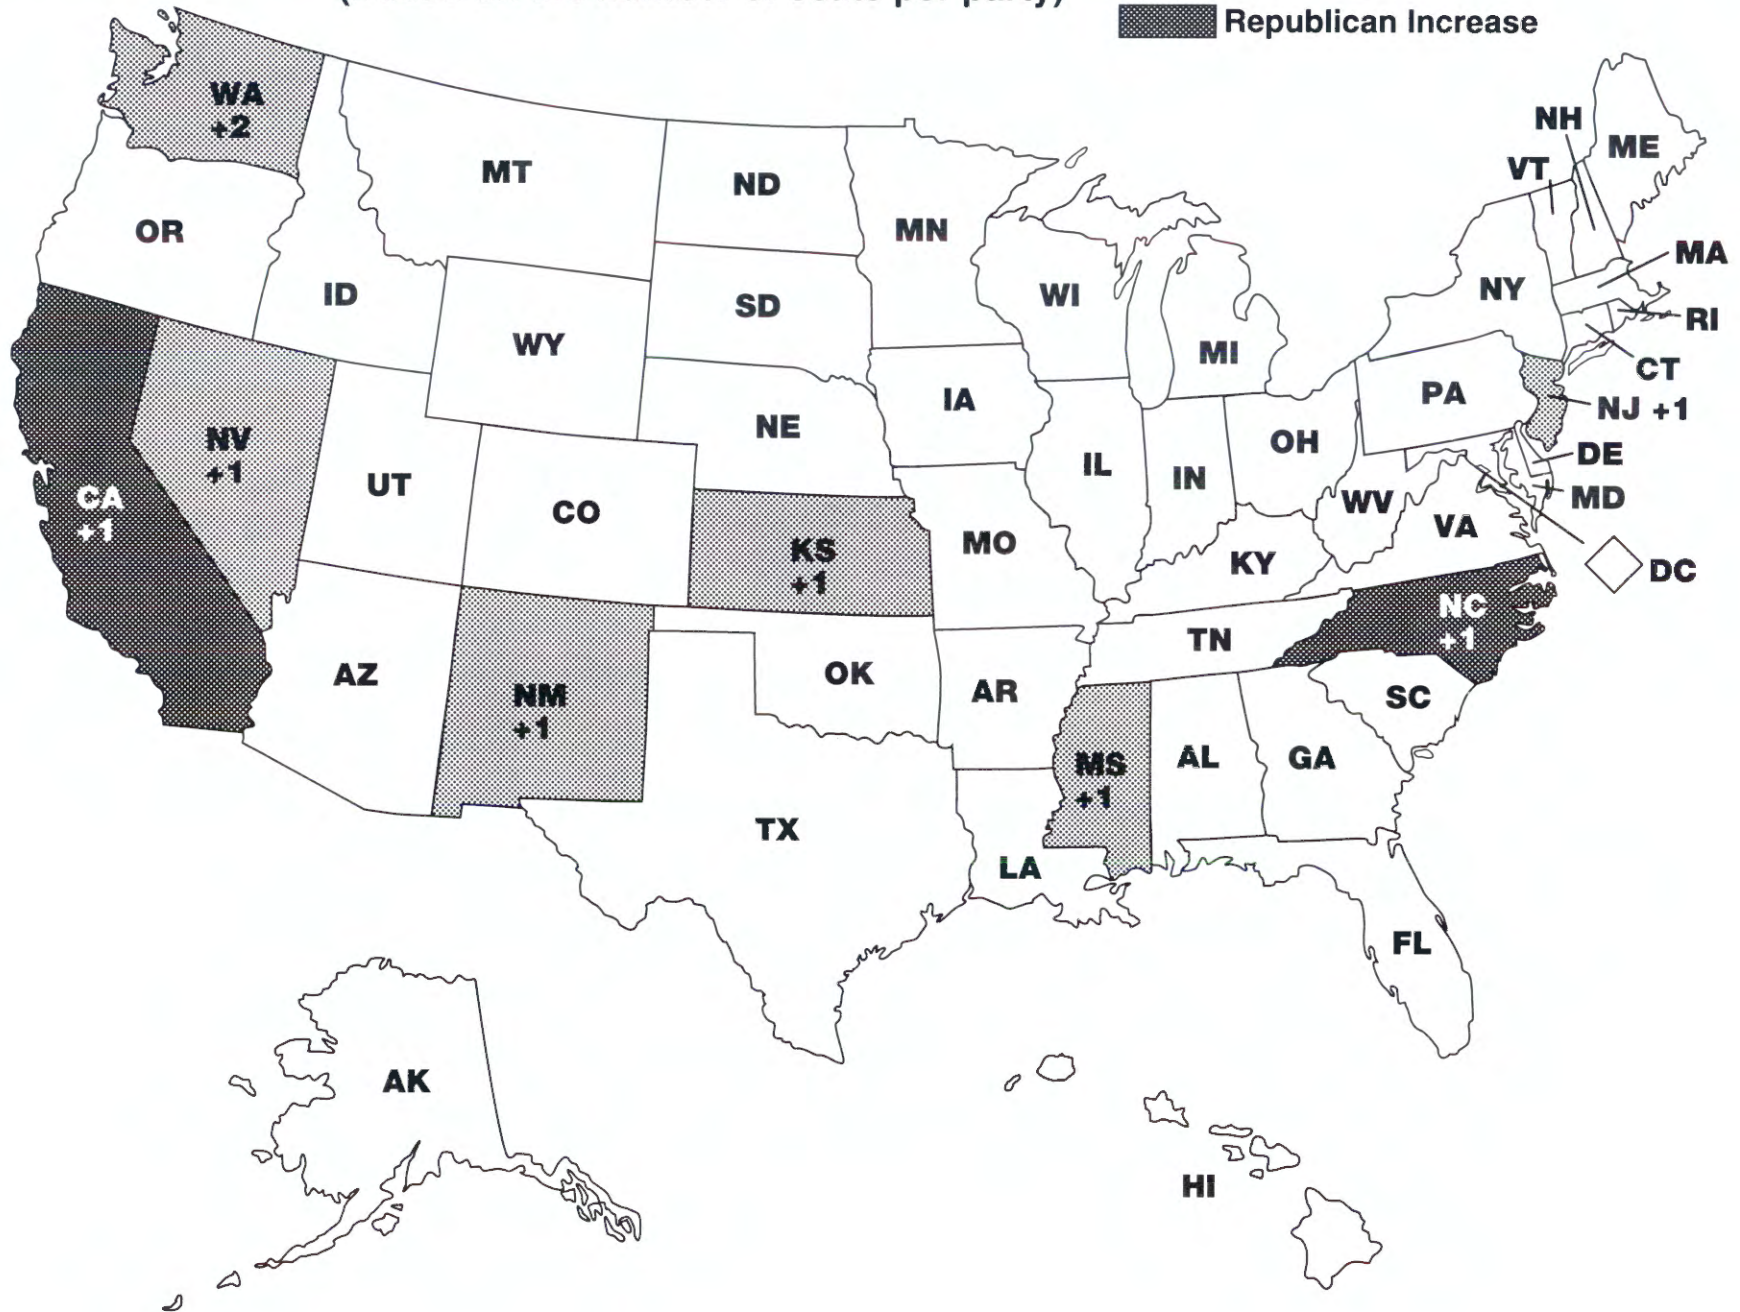 Republican Increase
WA
+2
MT
ND
MN
NH
ME
VT
OR
ID
WY
SD
WI
MI
NY
MA
RI
CT
NJ +1
PA
IA
NE
NV
+1
CA
+1
UT
CO
KS
+1
MO
IL
IN
OH
WV
VA
DE
MD
DC
KY
NC
+1
TN
SC
AZ
NM
+1
OK
AR
MS
+1
AL
GA
TX
LA
FL
AK
HI